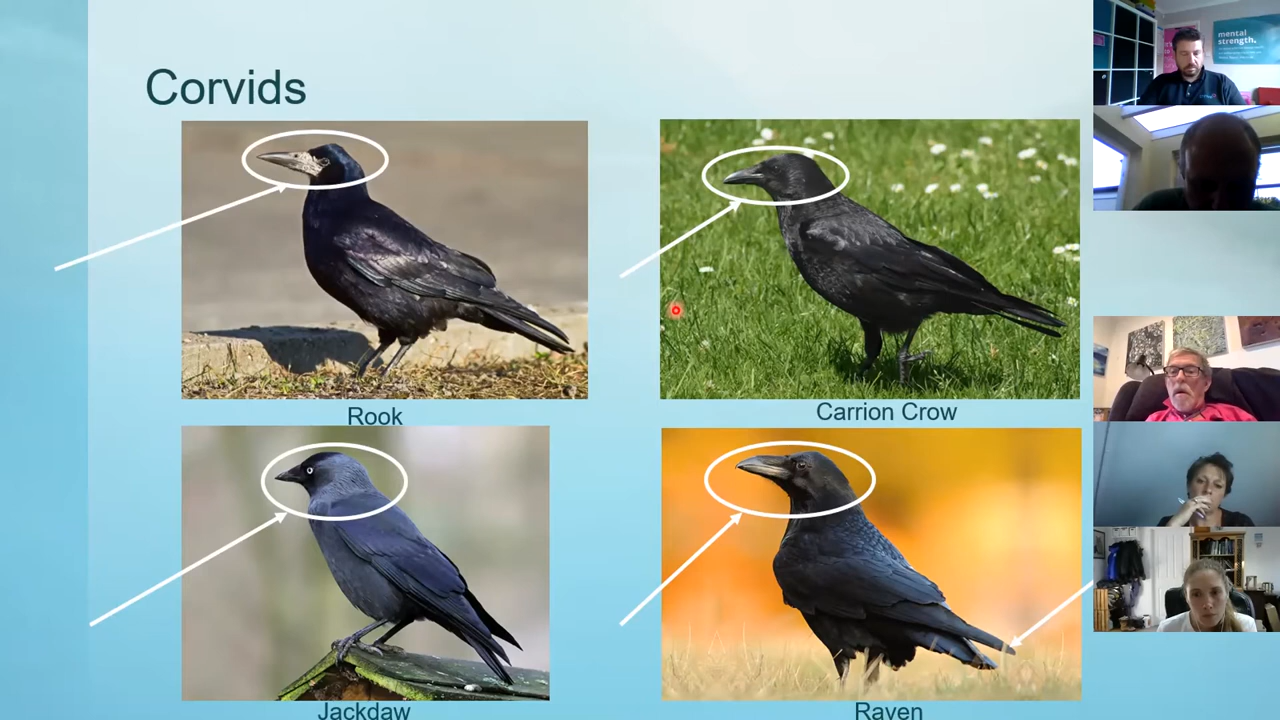 Corvids
Rook
Carrion Crow
Jackdaw
Raven
mental
strength.